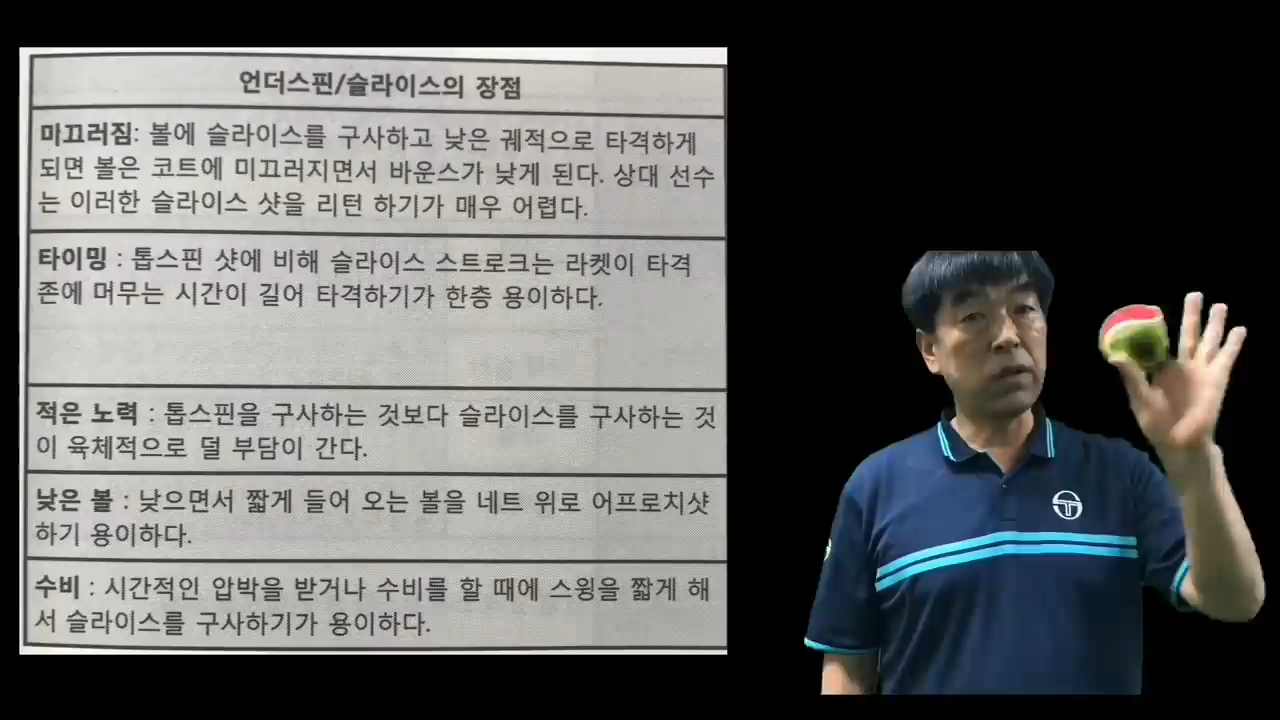 언더스핀/슬라이스의 장점
마끄러짐: 볼에 슬라이스를 구사하고 낮은 궤적으로 타격하게
되면 볼은 코트에 미끄러지면서 바운스가 낮게 된다. 상대 선수
는 이러한 슬라이스 샷을 리턴 하기가 매우 어렵다.
타이밍 : 톱스핀 샷에 비해 슬라이스 스트로크는 라켓이 타격
존에 머무는 시간이 길어 타격하기가 한층 용이하다.
적은 노력 : 톱스핀을 구사하는 것보다 슬라이스를 구사하는 것
이 육체적으로 덜 부담이 간다.
낮은 볼 : 낮으면서 짧게 들어 오는 볼을 네트 위로 어프로치샷
하기 용이하다.
수비 : 시간적인 압박을 받거나 수비를 할 때에 스윙을 짧게 해
서 슬라이스를 구사하기가 용이하다.